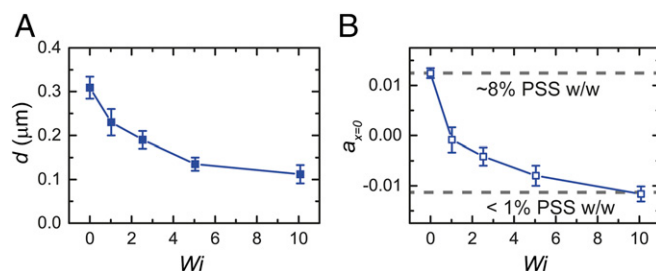 A
B
0.4
0.3
0.2
0.1
0.0
d (μm)
0 2 4 6 8 10
Wi
0.01
0.00
-0.01
a x=0
~8% PSS w/w
< 1% PSS w/w
0 2 4 6 8 10
Wi